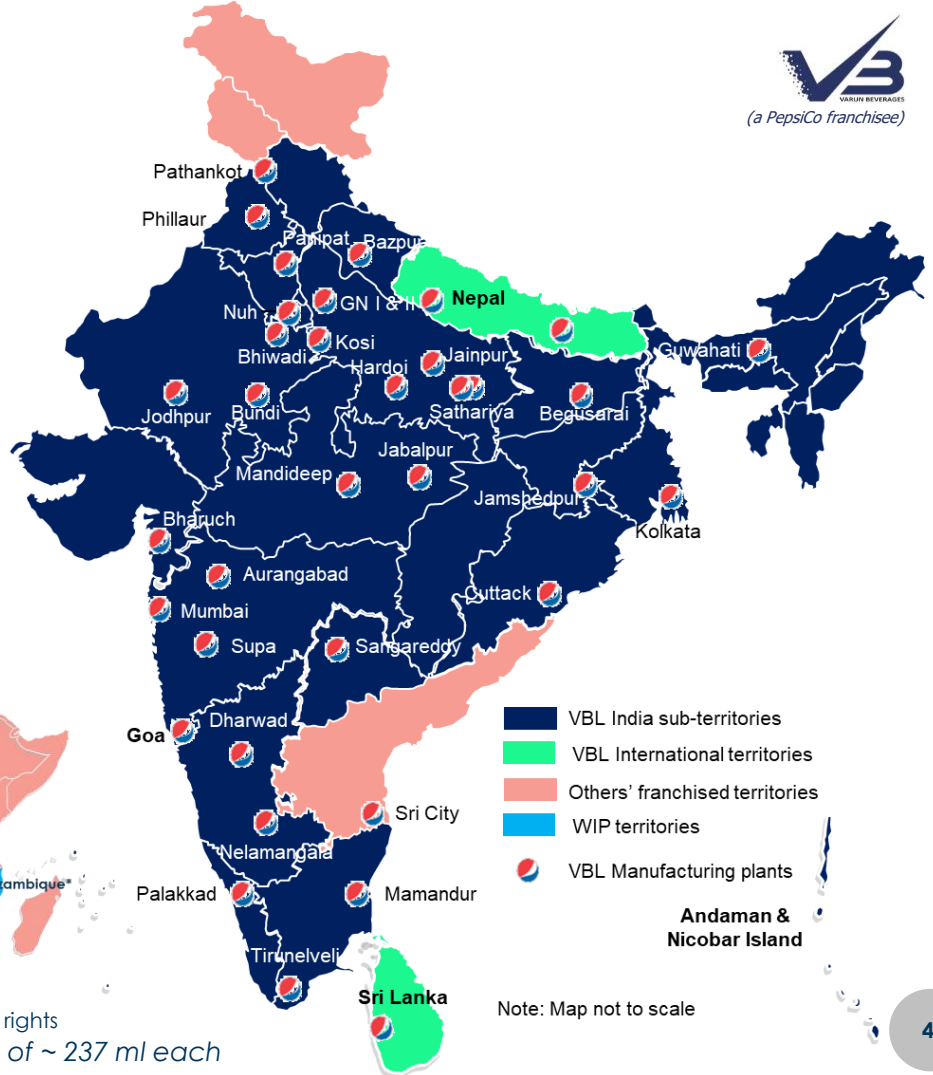 VB
VARUN BEVERAGES
(a PepsiCo franchisee)
Pathankot
Phillaur
Panipat
Bazpur
Nepal
GN I & II
Nuh
Kosi
Bhiwadi
Guwahati
Jainpur
Hardoi
Jodhpur
Bundi
Sathariya
Begusarai
Jabalpur
Mandideep
Jamshedpur
Kolkata
Bharuch
Aurangabad
Cuttack
Mumbai
Supa
Sangareddy
Dharwad
Goa
VBL India sub-territories
VBL International territories
Others' franchised territories
WIP territories
VBL Manufacturing plants
Sri City
Nelamangala
Palakkad
Mamandur
zambique*
Andaman &
Nicobar Island
Tirunelveli
Sri Lanka
Note: Map not to scale
rights
of ~ 237 ml each
4